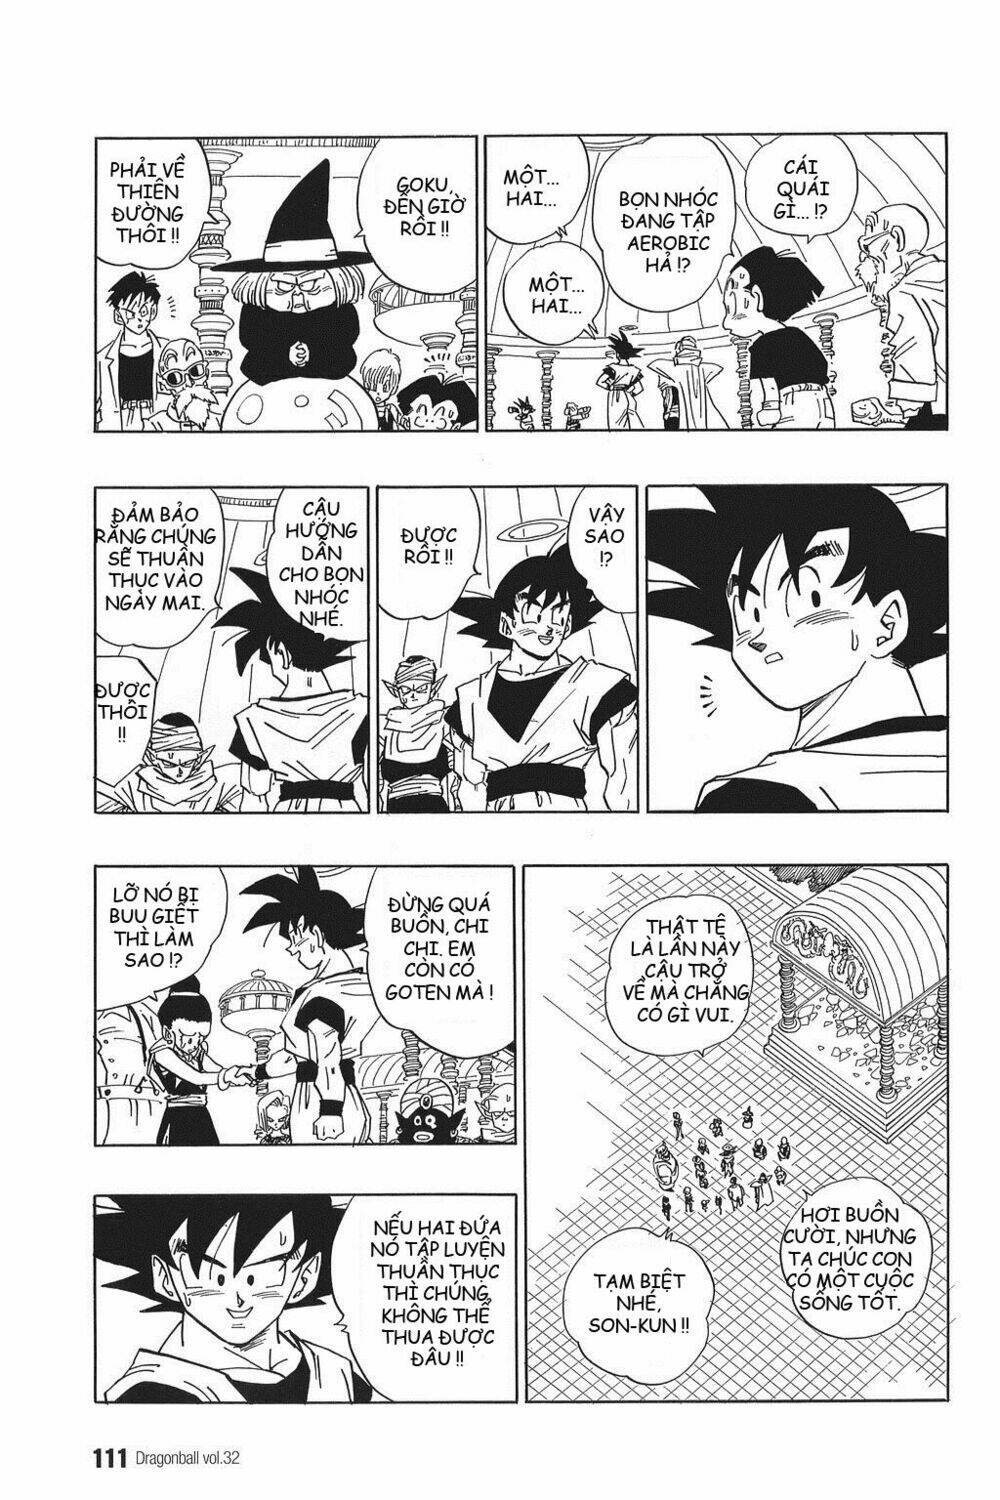 CÁI
QUÁI
GÌ... !?
BỌN NHÓC
ĐANG TẬP
AEROBIC
HẢ !?
MỘT...
HAI...
MỘT...
HAI...
GOKU,
ĐẾN GIỜ
RỒI !!
PHẢI VỀ
THIÊN
ĐƯỜNG
THÔI !!
VẬY
SAO
!?
ĐƯỢC
RỒI !!
CẬU
HƯỚNG
DẪN
CHO BỌN
NHÓC
NHÉ.
ĐẢM BẢO
RẰNG CHÚNG
SẼ THUẦN
THỤC VÀO
NGÀY MAI.
ĐƯỢC
THÔI
!!
THẬT TỆ
LÀ LẦN NÀY
CẬU TRỞ
VỀ MÀ CHẲNG
CÓ GÌ VUI.
HƠI BUỒN
CƯỜI, NHƯNG
TA CHÚC CON
CÓ MỘT CUỘC
SỐNG TỐT.
TẠM BIỆT
NHÉ,
SON-KUN !!
ĐỪNG QUÁ
BUỒN, CHI
CHI. EM
CÒN CÓ
GOTEN MÀ !
LỠ NÓ BỊ
BUU GIẾT
THÌ LÀM
SAO !?
NẾU HAI ĐỨA
NÓ TẬP LUYỆN
THUẦN THỤC
THÌ CHÚNG
KHÔNG THỂ
THUA ĐƯỢC
ĐÂU !!
111 Dragonball vol.32